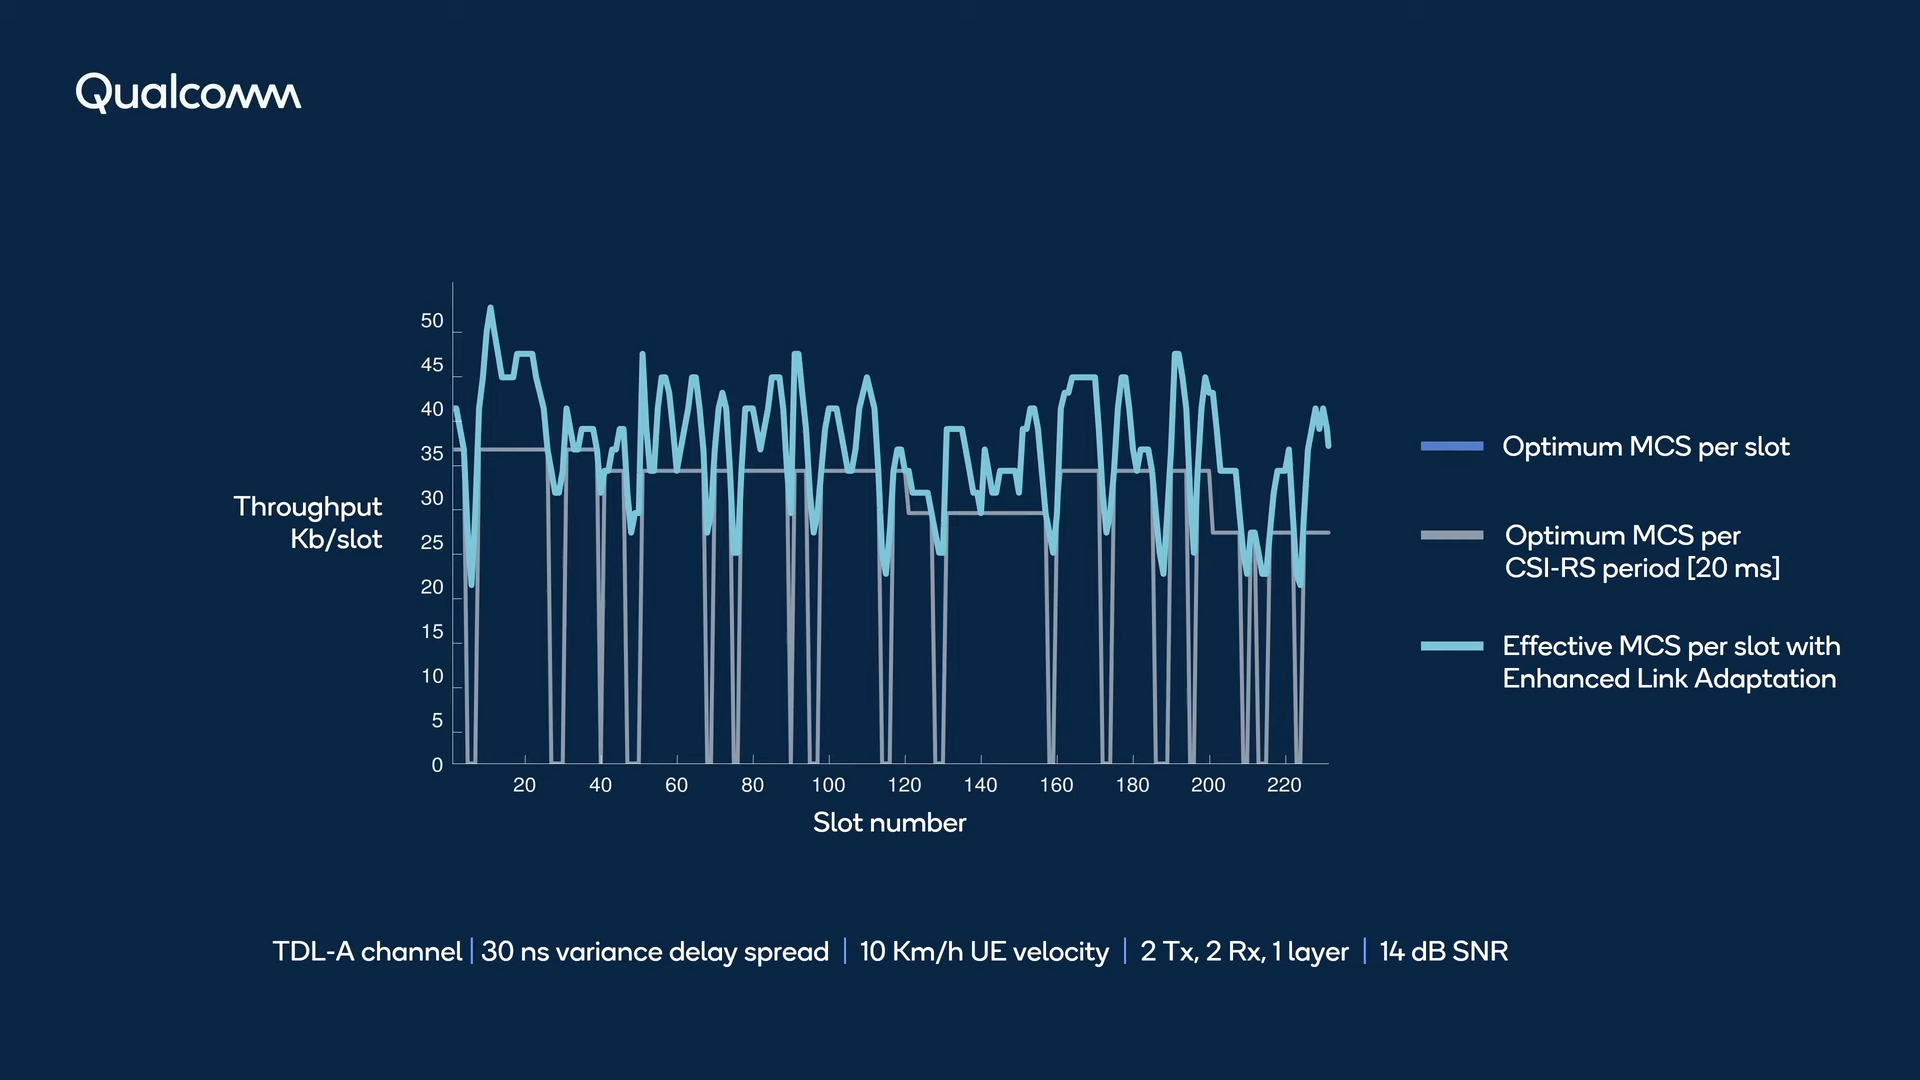 Qualcomm
50
45
40
35
30
25
20
15
10
5
0
Throughput
Kb/slot
20 40 60 80 100 120 140 160 180 200 220
Slot number
Optimum MCS per slot
Optimum MCS per
CSI-RS period [20 ms]
Effective MCS per slot with
Enhanced Link Adaptation
TDL-A channel | 30 ns variance delay spread | 10 Km/h UE velocity | 2 Tx, 2 Rx, 1 layer | 14 dB SNR